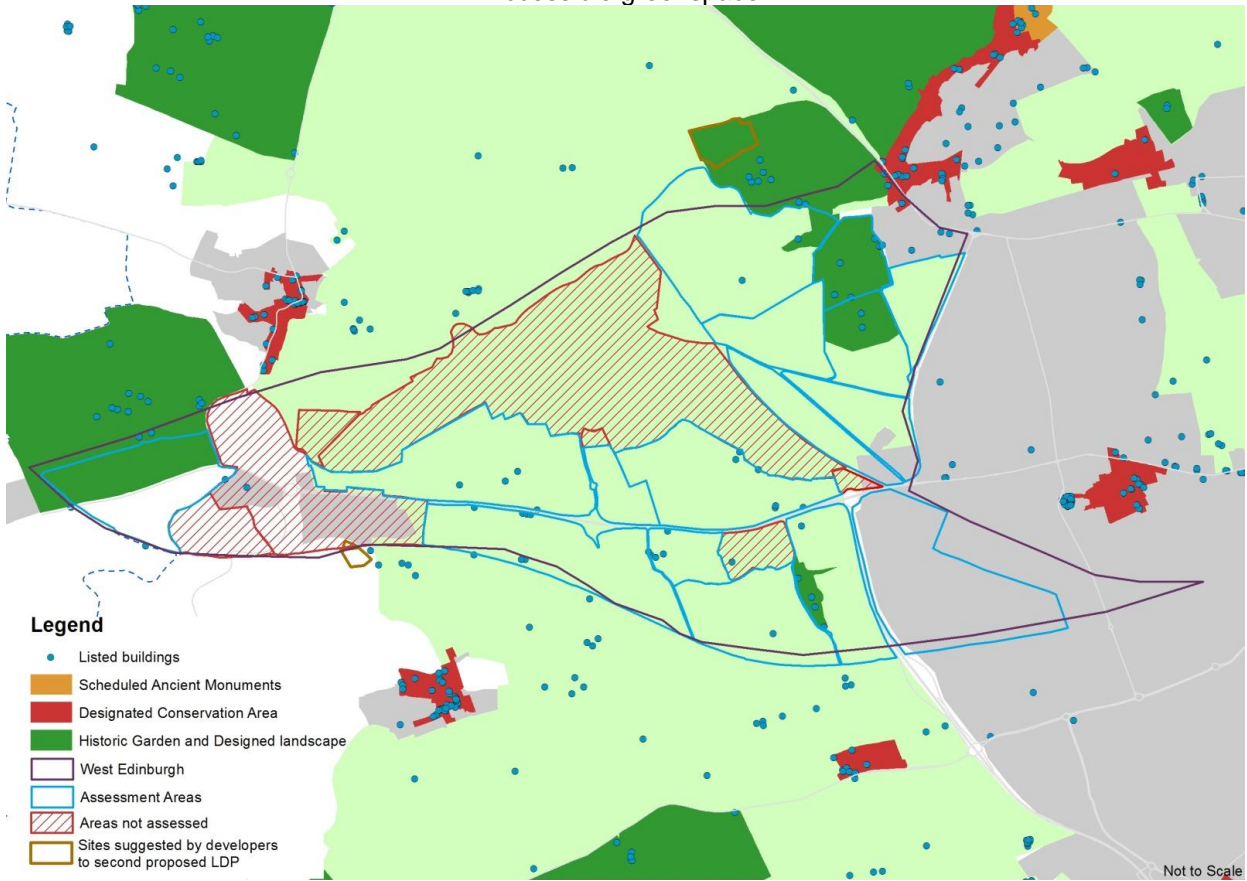 Legend
Listed buildings
Scheduled Ancient Monuments
Designated Conservation Area
Historic Garden and Designed landscape
West Edinburgh
Assessment Areas
Areas not assessed
Sites suggested by developers
to second proposed LDP
Not to Scale